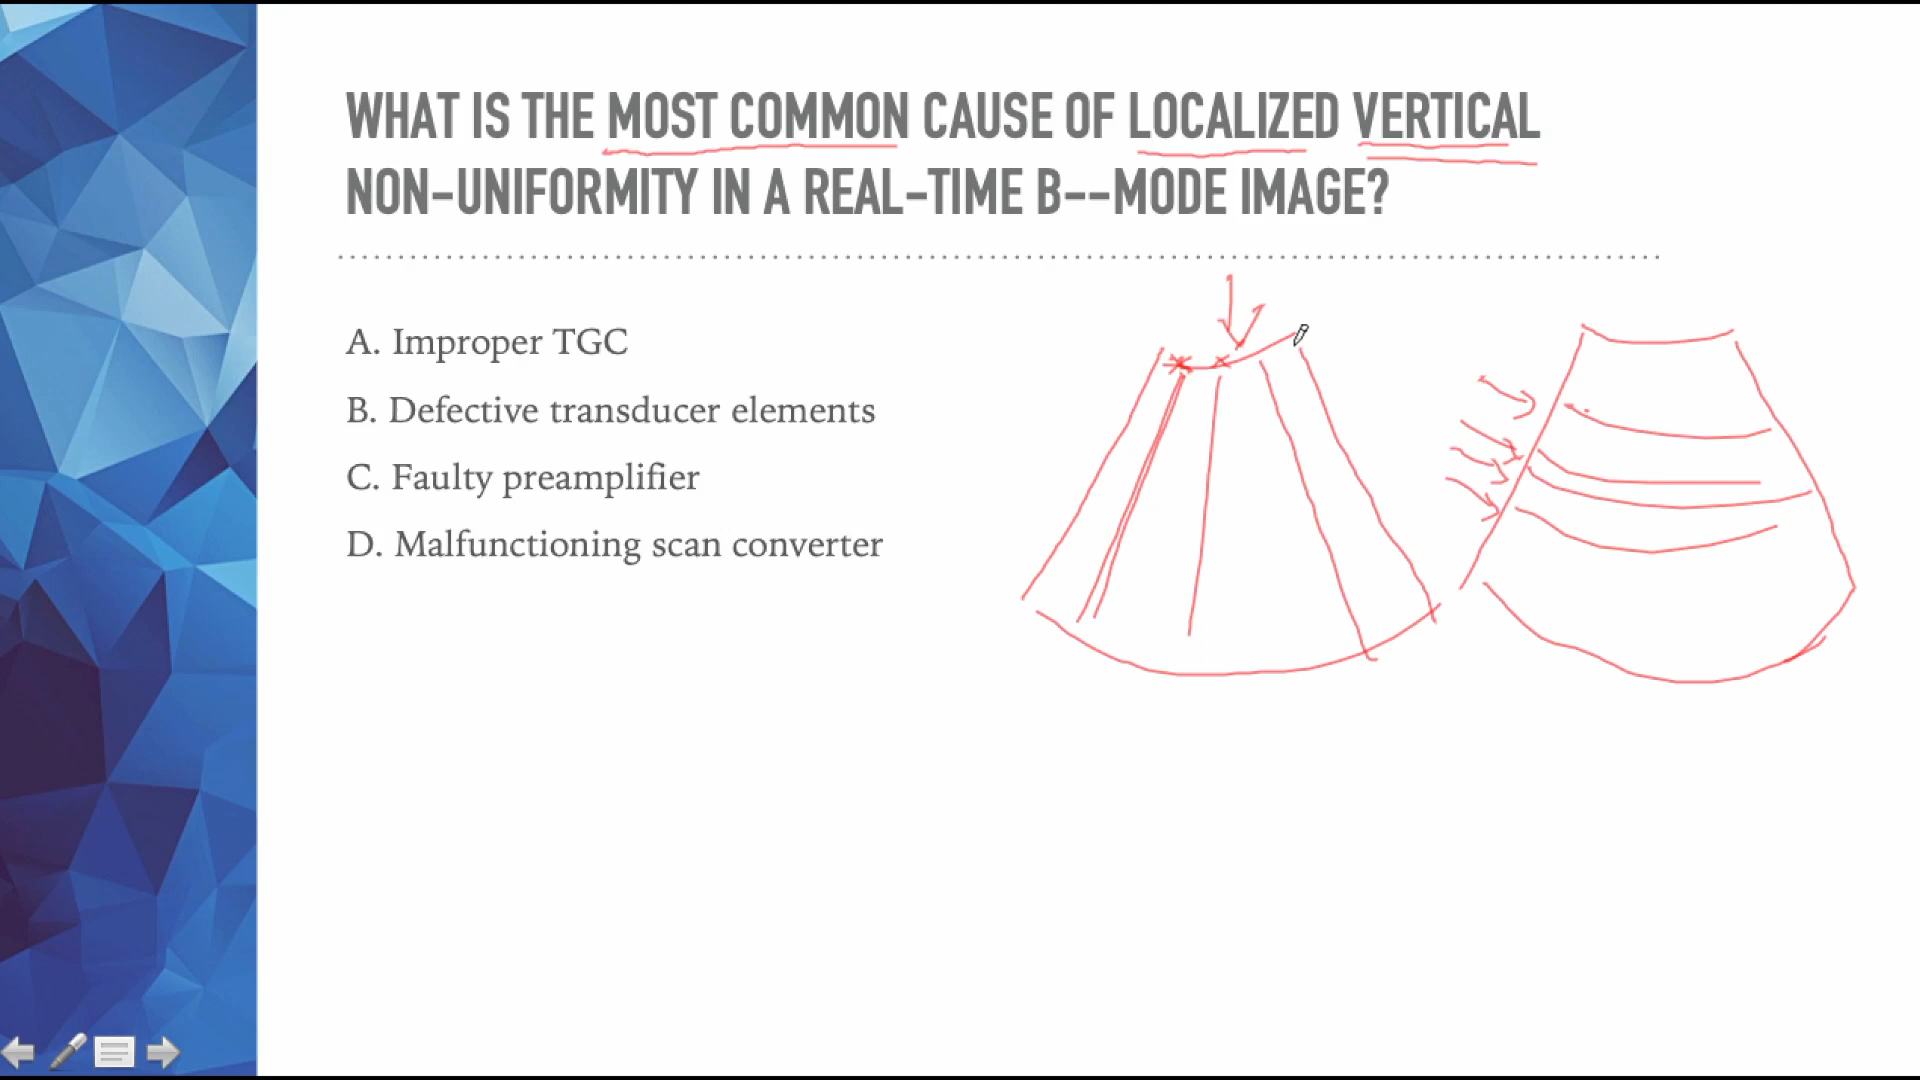 WHAT IS THE MOST COMMON CAUSE OF LOCALIZED VERTICAL
NON-UNIFORMITY IN A REAL-TIME B--MODE IMAGE?
A. Improper TGC
B. Defective transducer elements
C. Faulty preamplifier
D. Malfunctioning scan converter